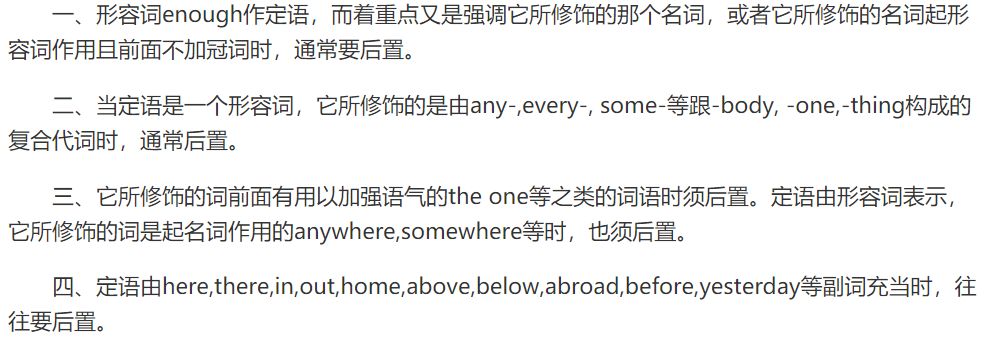 一、形容词enough作定语，而着重点又是强调它所修饰的那个名词，或者它所修饰的名词起形
容词作用且前面不加冠词时，通常要后置。
二、当定语是一个形容词，它所修饰的是由any-,every-, some-等跟-body, -one,-thing构成的
复合代词时，通常后置。
三、它所修饰的词前面有用以加强语气的the one等之类的词语时须后置。定语由形容词表示，
它所修饰的词是起名词作用的anywhere,somewhere等时，也须后置。
四、定语由here,there,in,out,home,above,below,abroad,before,yesterday等副词充当时，往
往要后置。